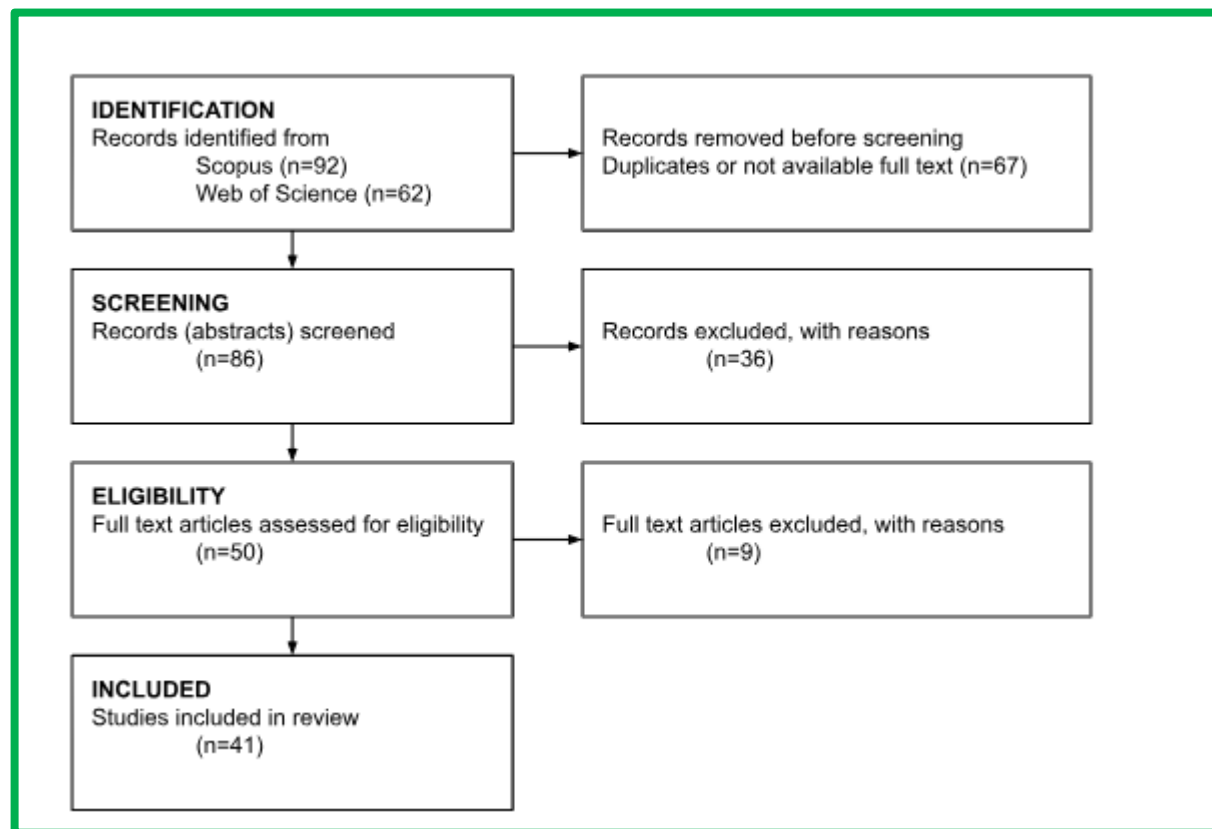 IDENTIFICATION
Records identified from
Scopus (n=92)
Web of Science (n=62)
Records removed before screening
Duplicates or not available full text (n=67)
SCREENING
Records (abstracts) screened
(n=86)
Records excluded, with reasons
(n=36)
ELIGIBILITY
Full text articles assessed for eligibility
(n=50)
Full text articles excluded, with reasons
(n=9)
INCLUDED
Studies included in review
(n=41)